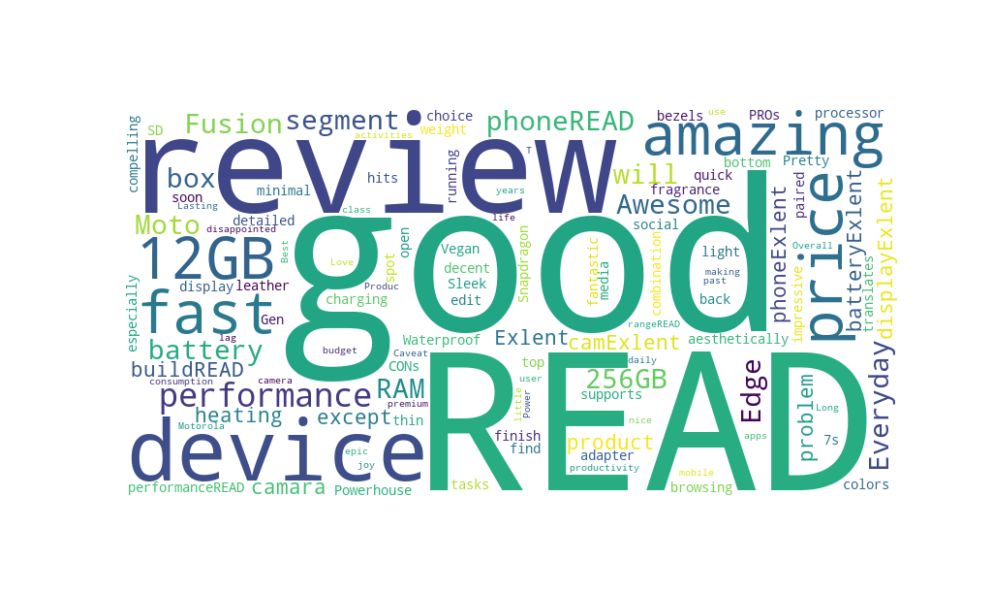 compelling
SD
Fusion
segment
choice
weight
activities
phoneREAD
bezels
use
PROs
processor
review
T
amazing
box
soon
Lasting
minimal
hits
running
years
will
quick
bottom
Pretty
fragrance
paired
Moto
detailed
disappointed
class
life
Awesome
social
price
12GB
good
Best
Love
open
Vegan
decent
Sleek
edit
Snapdragon
fantastic
media
combination
light
making
past
back
phoneExlent
Overall
impressive
batteryExlent
translates
displayExlent
display
leather
Produc
spot
charging
especially
fast
Gen
lag
budget
Waterproof
Exlent
camExlent
rangeREAD
aesthetically
battery
Caveat
CONs
top
daily
buildREAD
consumption
camera
RAM
user
256GB
supports
READ
Edge
Everyday
performance
premium
thin
little
Power
nice
apps
problem
Long
heating
except
Motorola
finish
find
product
adapter
7s
device
epic
joy
productivity
mobile
performanceREAD
camara
Powerhouse
tasks
browsing
colors